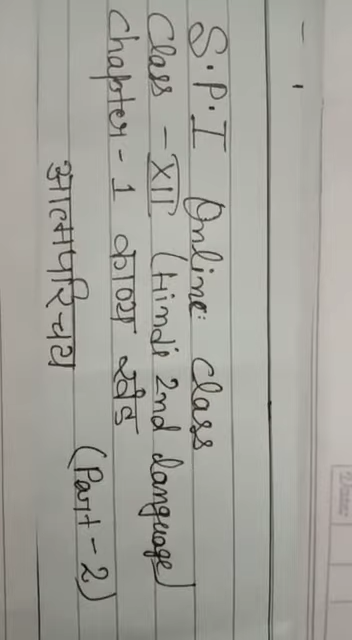 S.P.I Online: Class
Class - XII (Hindi 2nd language)
Chapter - 1 काव्य खंड
आत्मपरिचय
(Part - 2)